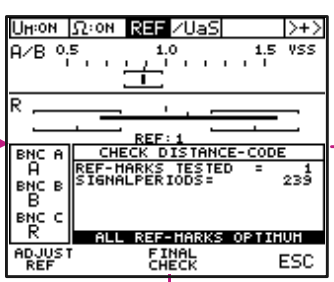 UM:ON Ω:ON REF /UaS >+>
A/B 0.5 1.0 1.5 VSS
R
REF:1
BNC A
A
BNC B
B
BNC C
R
CHECK DISTANCE-CODE
REF-MARKS TESTED = 1
SIGNALPERIODS= 239
ALL REF-MARKS OPTIMUM
ADJUST REF
FINAL CHECK
ESC